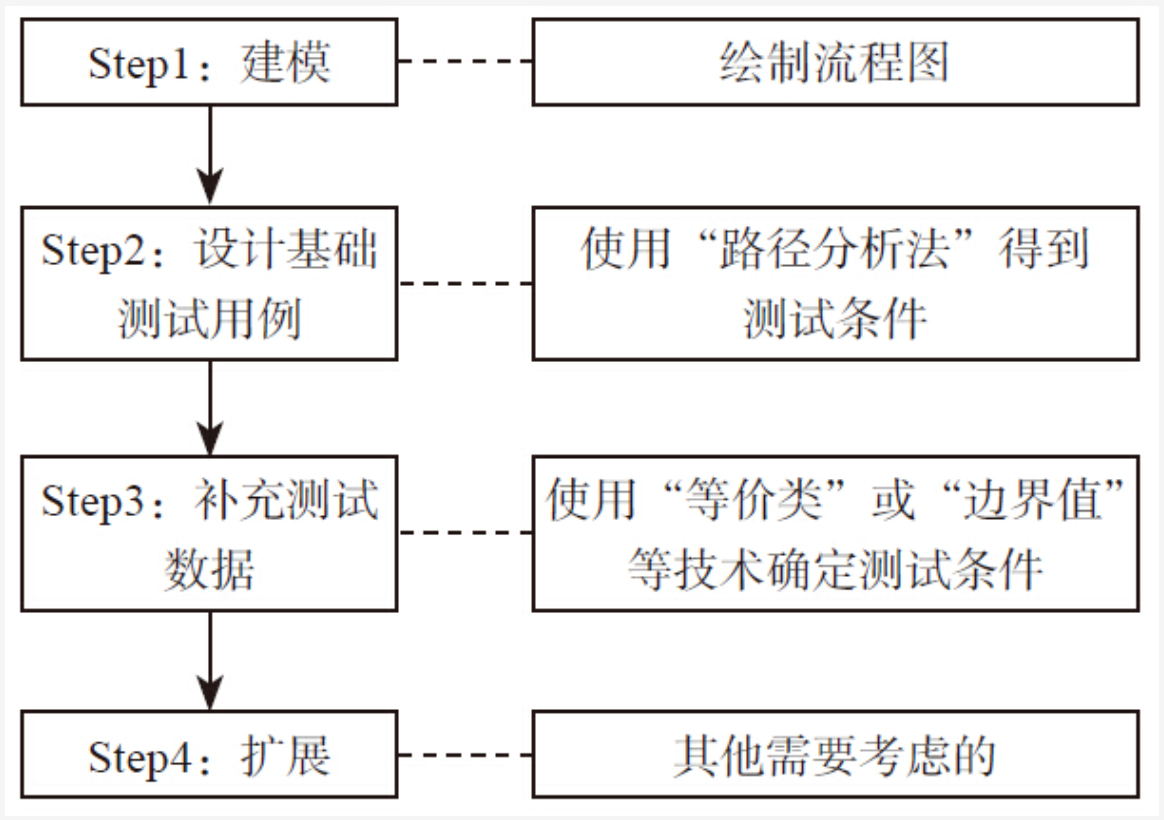 Step1：建模
绘制流程图
Step2：设计基础
测试用例
使用“路径分析法”得到
测试条件
Step3：补充测试
数据
使用“等价类”或“边界值”
等技术确定测试条件
Step4：扩展
其他需要考虑的